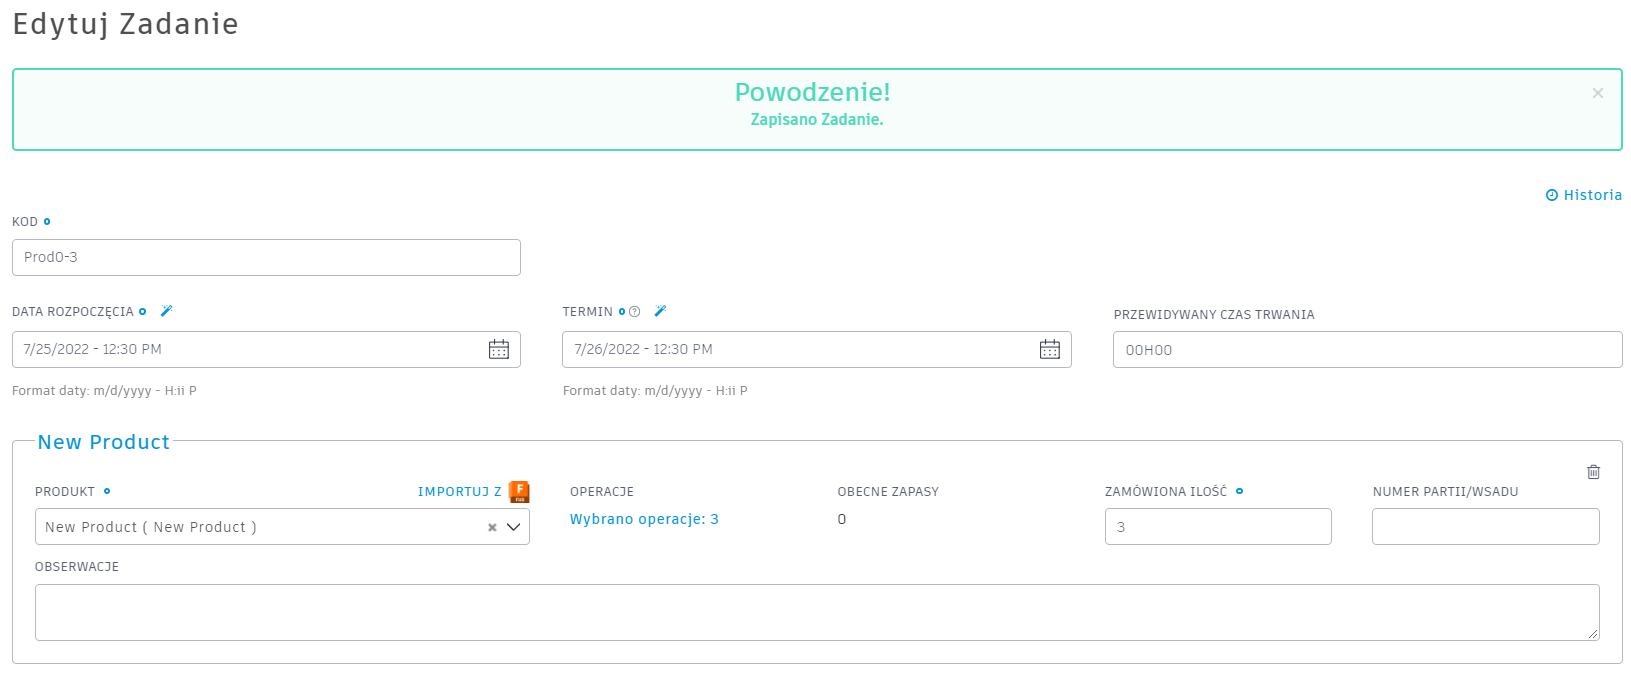 Edytuj Zadanie
Powodzenie!
Zapisano Zadanie.
×
Historia
KOD
Prod0-3
DATA ROZPOCZĘCIA
TERMIN
PRZEWIDYWANY CZAS TRWANIA
7/25/2022 - 12:30 PM
7/26/2022 - 12:30 PM
00H00
Format daty: m/d/yyyy - H:ii P
Format daty: m/d/yyyy - H:ii P
New Product
PRODUKT
IMPORTUJ Z
F
OPERACJE
OBECNE ZAPASY
ZAMÓWIONA ILOŚĆ
NUMER PARTII/WSADU
New Product ( New Product )
Wybrano operacje: 3
0
3
OBSERWACJE